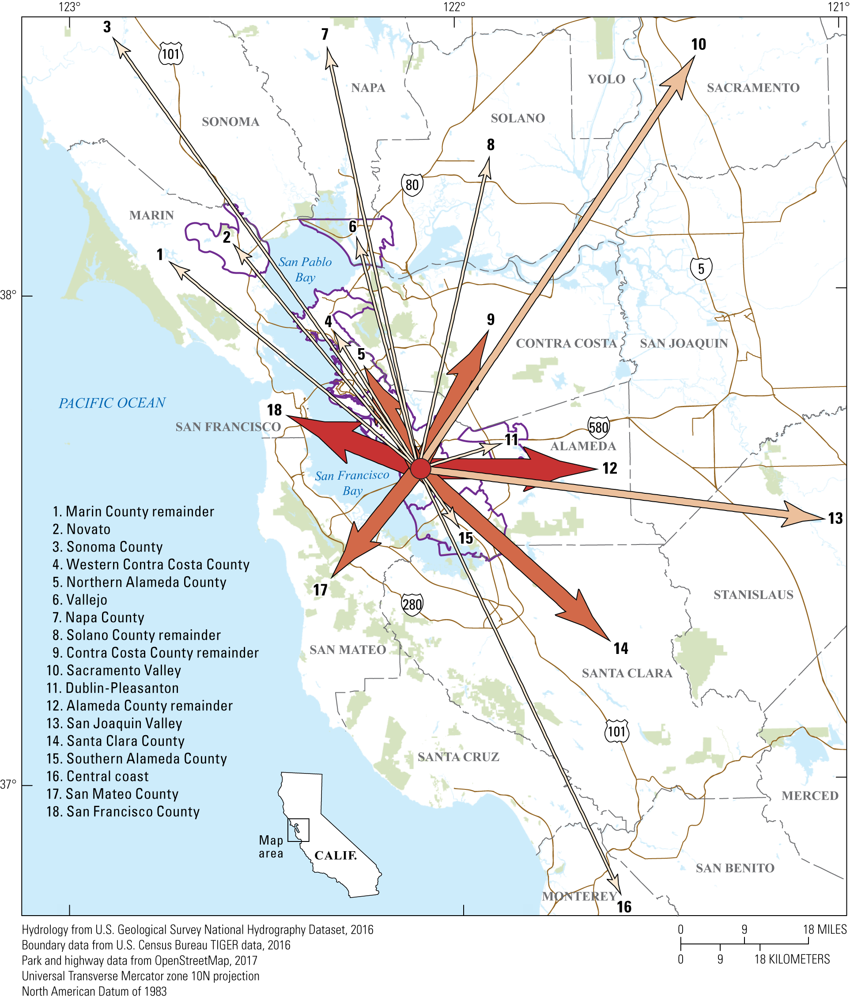 123°
122°
121°
3
7
10
101
YOLO
NAPA
SACRAMENTO
SONOMA
SOLANO
8
80
MARIN
6
2
1
San Pablo
Bay
5
38°
4
9
CONTRA COSTA
SAN JOAQUIN
5
PACIFIC OCEAN
18
SAN FRANCISCO
580
11
ALAMEDA
12
San Francisco
Bay
13
15
17
280
STANISLAUS
14
SAN MATEO
SANTA CLARA
101
SANTA CRUZ
37°
MERCED
SAN BENITO
MONTEREY
16
1. Marin County remainder
2. Novato
3. Sonoma County
4. Western Contra Costa County
5. Northern Alameda County
6. Vallejo
7. Napa County
8. Solano County remainder
9. Contra Costa County remainder
10. Sacramento Valley
11. Dublin-Pleasanton
12. Alameda County remainder
13. San Joaquin Valley
14. Santa Clara County
15. Southern Alameda County
16. Central coast
17. San Mateo County
18. San Francisco County
Map
area
CALIF.
Hydrology from U.S. Geological Survey National Hydrography Dataset, 2016
Boundary data from U.S. Census Bureau TIGER data, 2016
Park and highway data from OpenStreetMap, 2017
Universal Transverse Mercator zone 10N projection
North American Datum of 1983
0 9 18 MILES
0 9 18 KILOMETERS